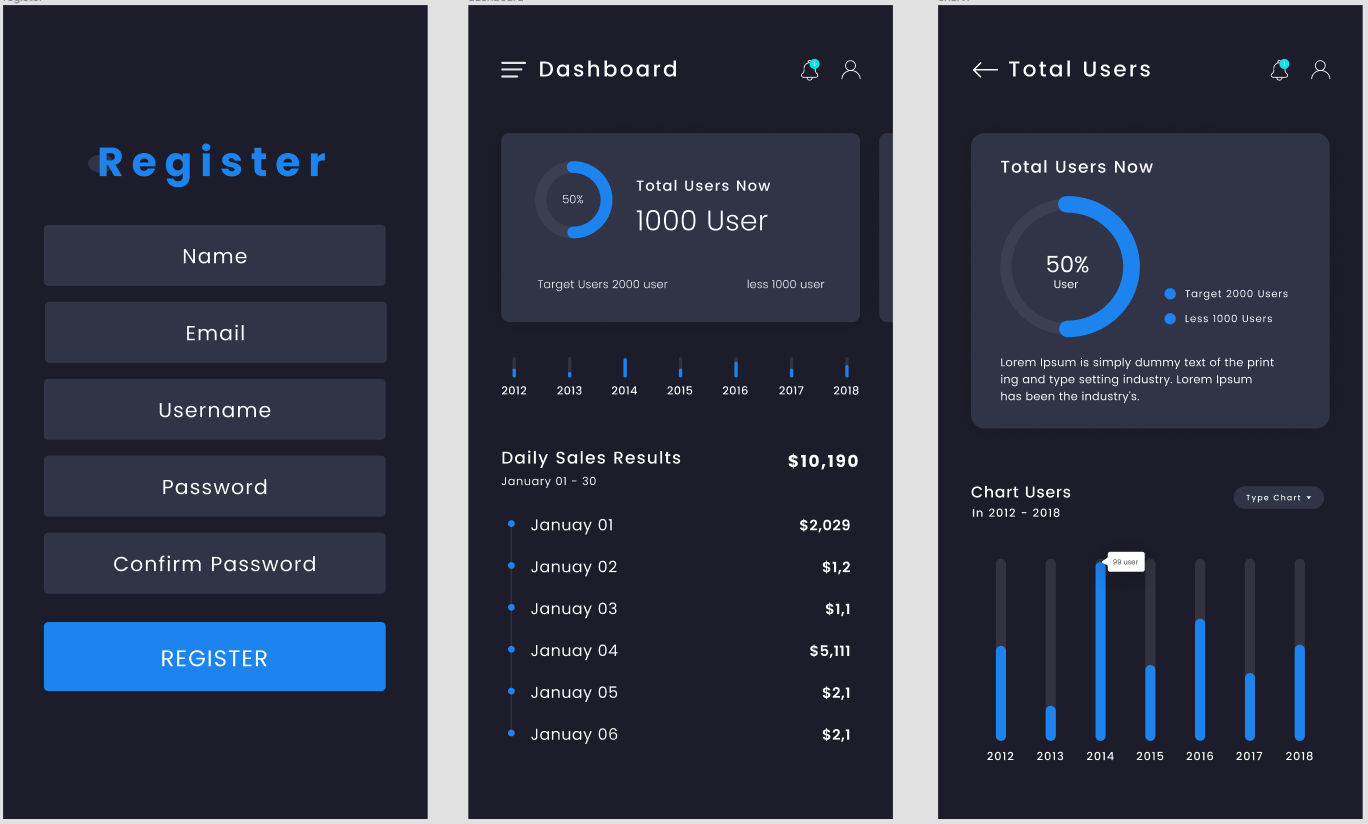 Register
Name
Email
Username
Password
Confirm Password
REGISTER
Dashboard
1
50%
Total Users Now
1000 User
Target Users 2000 user
less 1000 user
2012
2013
2014
2015
2016
2017
2018
Daily Sales Results
$10,190
January 01 - 30
Januay 01
$2,029
Januay 02
$1,2
Januay 03
$1,1
Januay 04
$5,111
Januay 05
$2,1
Januay 06
$2,1
Total Users
1
Total Users Now
50%
User
Target 2000 Users
Less 1000 Users
Lorem Ipsum is simply dummy text of the print
ing and type setting industry. Lorem Ipsum
has been the industry's.
Chart Users
In 2012 - 2018
Type Chart
99 user
2012
2013
2014
2015
2016
2017
2018